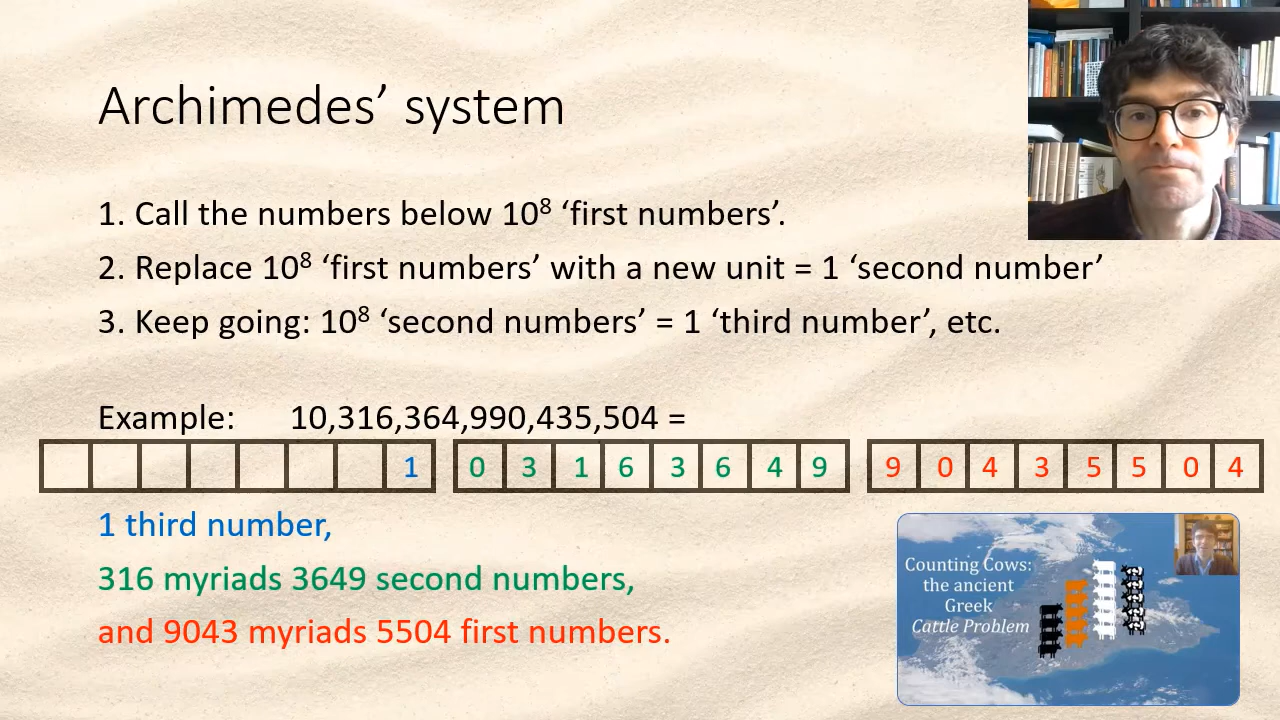 Archimedes’ system
1. Call the numbers below 10⁸ ‘first numbers’.
2. Replace 10⁸ ‘first numbers’ with a new unit = 1 ‘second number’
3. Keep going: 10⁸ ‘second numbers’ = 1 ‘third number’, etc.
Example: 10,316,364,990,435,504 =
1 0 3 1 6 3 6 4 9 9 0 4 3 5 5 0 4
1 third number,
316 myriads 3649 second numbers,
and 9043 myriads 5504 first numbers.
Counting Cows:
the ancient
Greek
Cattle Problem